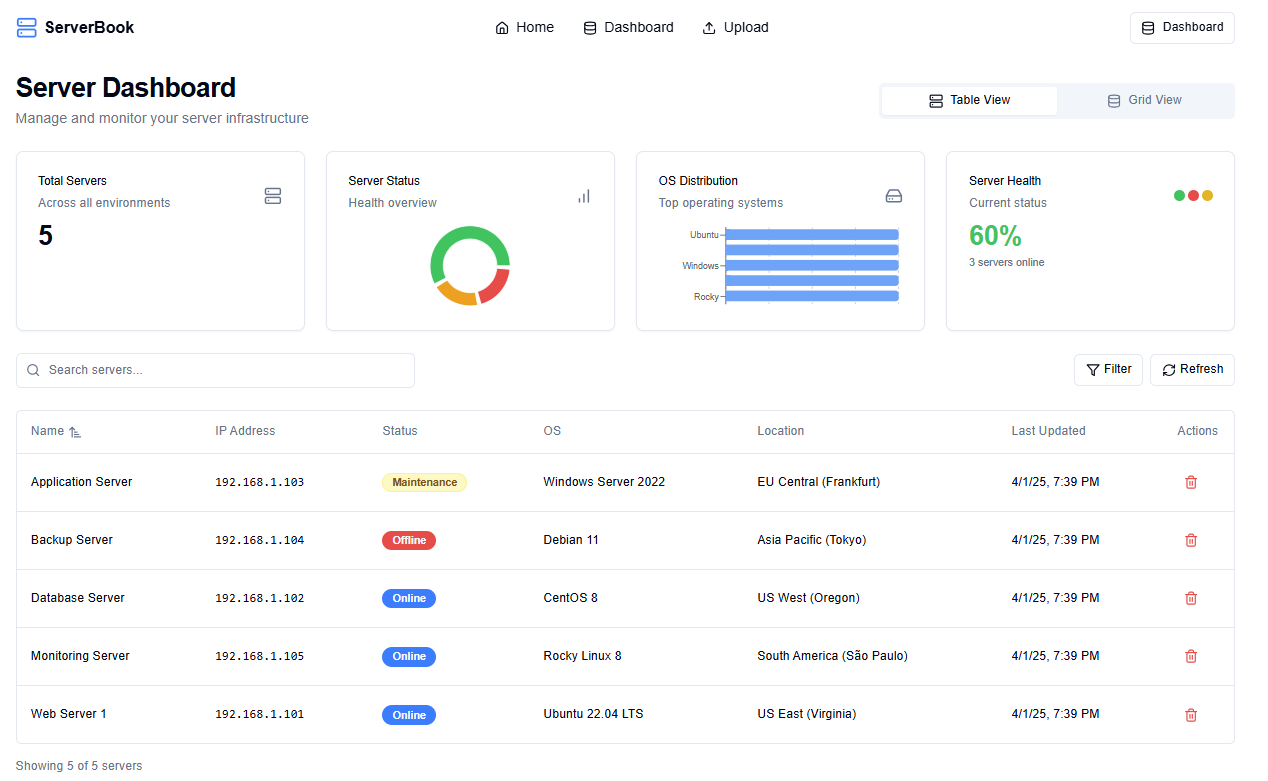 ServerBook
Home Dashboard Upload
Dashboard
Server Dashboard
Manage and monitor your server infrastructure
Table View Grid View
Total Servers
Across all environments
5
Server Status
Health overview
OS Distribution
Top operating systems
Ubuntu
Windows
Rocky
Server Health
Current status
60%
3 servers online
Search servers...
Filter Refresh
Name IP Address Status OS Location Last Updated Actions
Application Server 192.168.1.103 Maintenance Windows Server 2022 EU Central (Frankfurt) 4/1/25, 7:39 PM
Backup Server 192.168.1.104 Offline Debian 11 Asia Pacific (Tokyo) 4/1/25, 7:39 PM
Database Server 192.168.1.102 Online CentOS 8 US West (Oregon) 4/1/25, 7:39 PM
Monitoring Server 192.168.1.105 Online Rocky Linux 8 South America (São Paulo) 4/1/25, 7:39 PM
Web Server 1 192.168.1.101 Online Ubuntu 22.04 LTS US East (Virginia) 4/1/25, 7:39 PM
Showing 5 of 5 servers